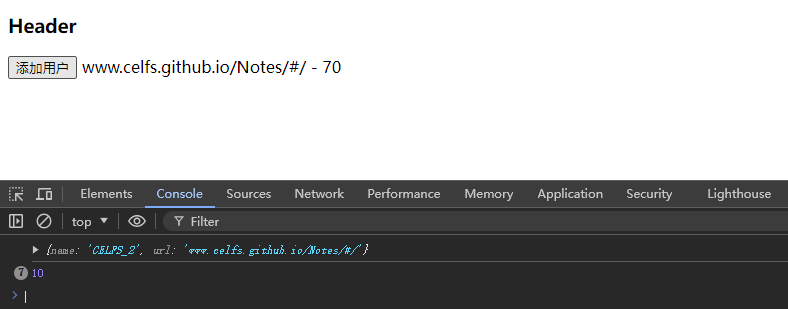 Header
添加用户 www.celfs.github.io/Notes/#/ - 70
Elements Console Sources Network Performance Memory Application Security Lighthouse
top Filter
{name: 'CELFS_2', url: 'www.celfs.github.io/Notes/#/'}
7 10